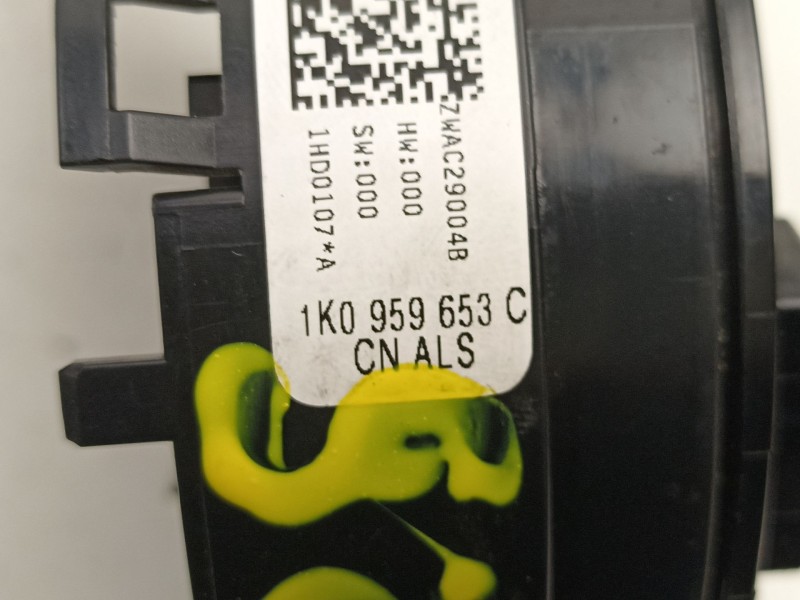 ZWAC29004B
HW:000
SW:000
1HD0107*A
1K0 959 653 C
CN ALS